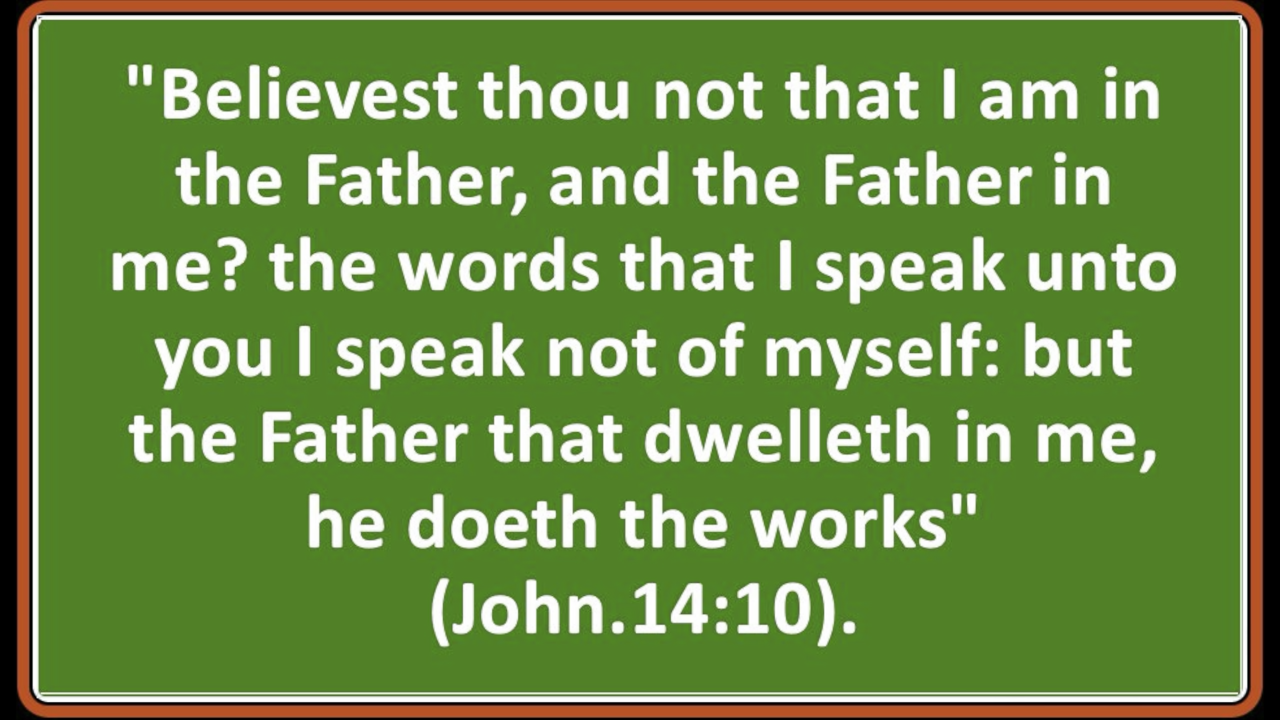 "Believest thou not that I am in
the Father, and the Father in
me? the words that I speak unto
you I speak not of myself: but
the Father that dwelleth in me,
he doeth the works"
(John.14:10).